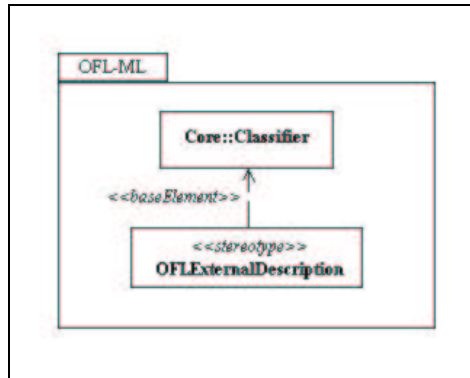 OFL-ML
Core::Classifier
<<baseElement>>
<<stereotype>>
OFLExternalDescription